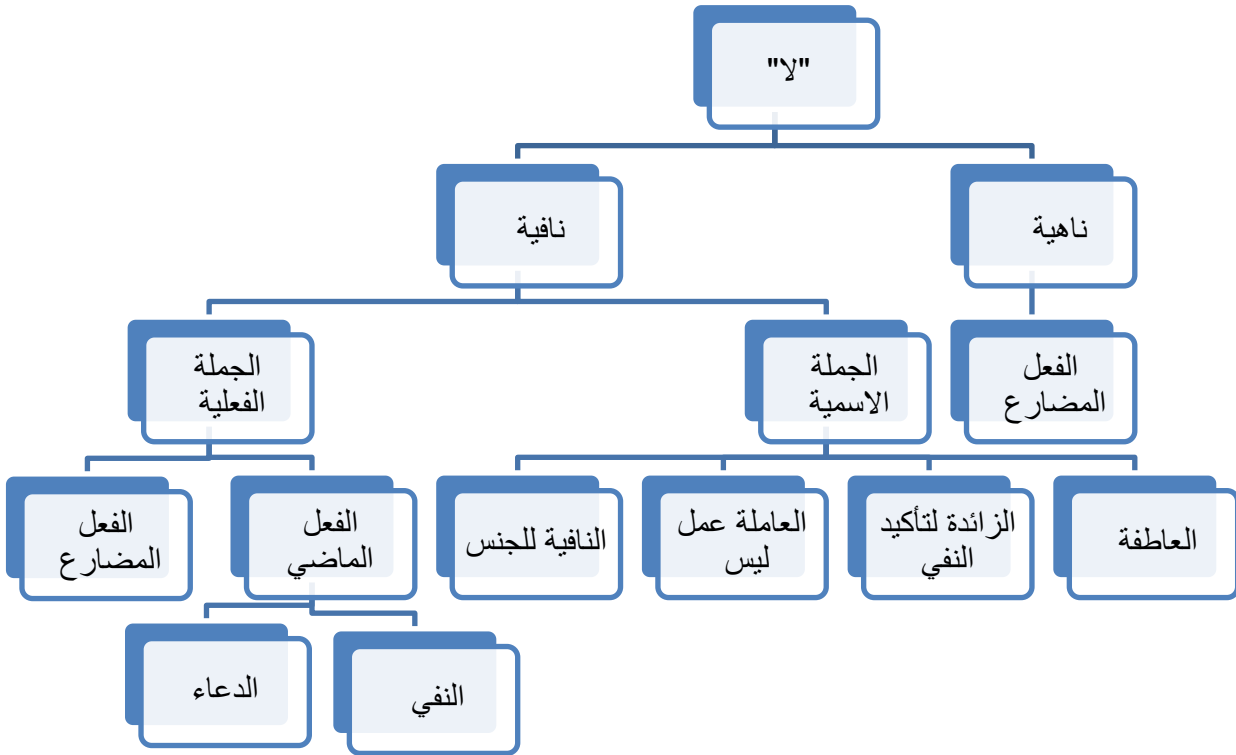 "لا"
ناهية
نافية
الفعل
المضارع
الجملة
الاسمية
الجملة
الفعلية
العاطفة
الزائدة لتأكيد
النفي
العاملة عمل
ليس
النافية للجنس
الفعل
الماضي
الفعل
المضارع
النفي
الدعاء